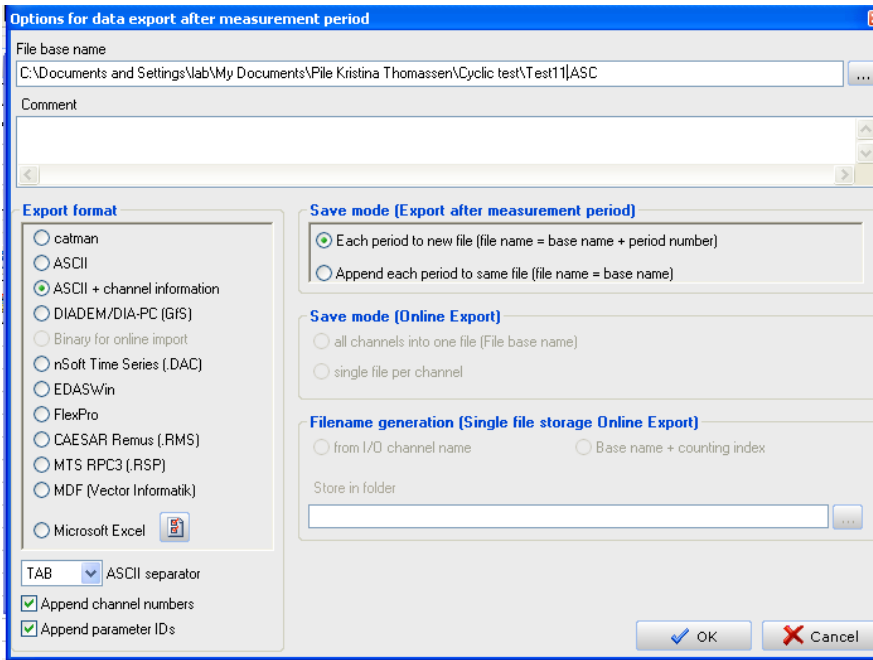 Options for data export after measurement period
File base name
C:\Documents and Settings\lab\My Documents\Pile Kristina Thomassen\Cyclic test\Test11.ASC
...
Comment
Export format
catman
ASCII
ASCII + channel information
DIADEM/DIA-PC (GfS)
Binary for online import
nSoft Time Series (.DAC)
EDASWin
FlexPro
CAESAR Remus (.RMS)
MTS RPC3 (.RSP)
MDF (Vector Informatik)
Microsoft Excel
TAB ASCII separator
Append channel numbers
Append parameter IDs
Save mode (Export after measurement period)
Each period to new file (file name = base name + period number)
Append each period to same file (file name = base name)
Save mode (Online Export)
all channels into one file (File base name)
single file per channel
Filename generation (Single file storage Online Export)
from I/O channel name Base name + counting index
Store in folder
...
OK Cancel